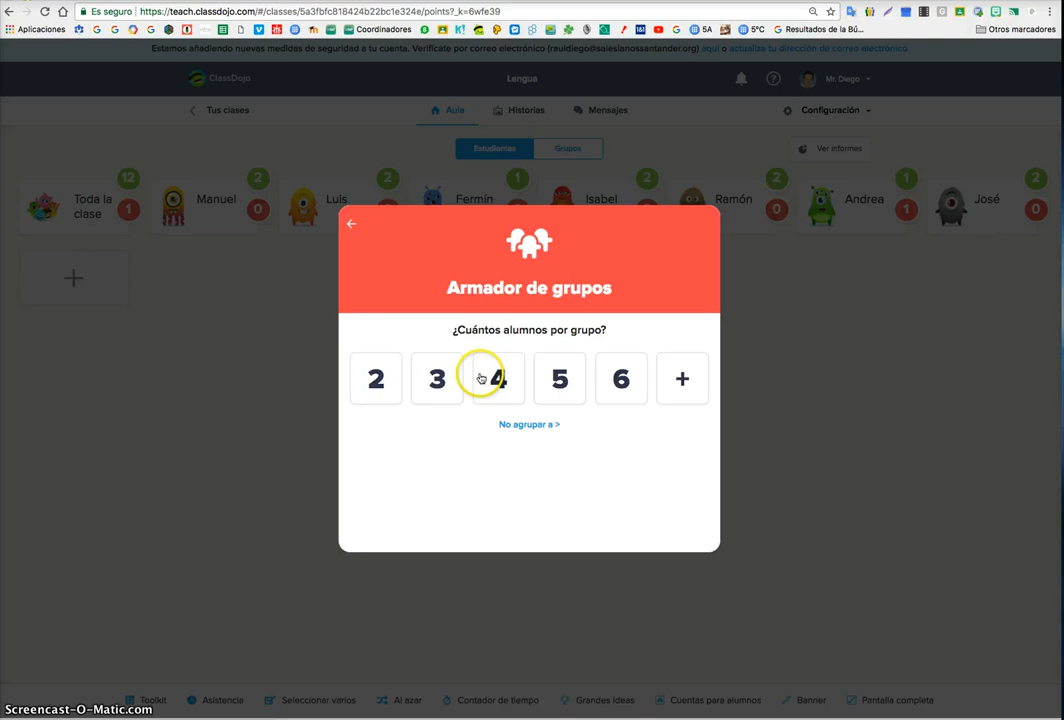 Es seguro https://teach.classdojo.com/#/classes/5a3fbfc818424b22bc1e324e/points?_k=6wfe39
Aplicaciones Coordinadores 5A 5°C Resultados de la Bú... Otros marcadores
Estamos añadiendo nuevas medidas de seguridad a tu cuenta. Verifícate por correo electrónico (rauldiego@salesianossantander.org) aquí o actualiza tu dirección de correo electrónico
ClassDojo Lengua Mr. Diego
Tus clases Aula Historias Mensajes Configuración
Estudiantes Grupos Ver informes
12 2 2 1 2 2 1 2
Toda la clase Manuel Luis Fermín Isabel Ramón Andrea José
1 0 0 1 0
+
Armador de grupos
¿Cuántos alumnos por grupo?
2 3 4 5 6 +
No agrupar a >
Toolkit Asistencia Seleccionar varios Al azar Contador de tiempo Grandes ideas Cuentas para alumnos Banner Pantalla completa
Screencast-O-Matic.com